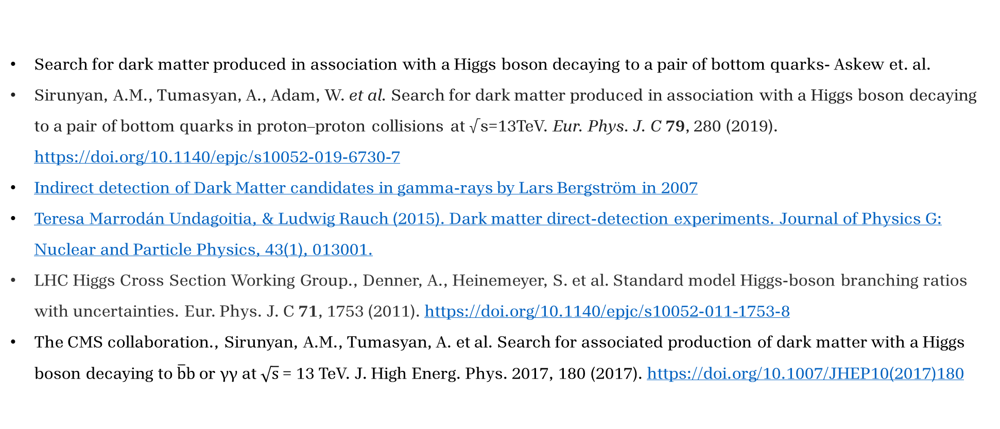 • Search for dark matter produced in association with a Higgs boson decaying to a pair of bottom quarks- Askew et. al.
• Sirunyan, A.M., Tumasyan, A., Adam, W. et al. Search for dark matter produced in association with a Higgs boson decaying
to a pair of bottom quarks in proton–proton collisions at √s=13TeV. Eur. Phys. J. C 79, 280 (2019).
https://doi.org/10.1140/epjc/s10052-019-6730-7
• Indirect detection of Dark Matter candidates in gamma-rays by Lars Bergström in 2007
• Teresa Marrodán Undagoitia, & Ludwig Rauch (2015). Dark matter direct-detection experiments. Journal of Physics G:
Nuclear and Particle Physics, 43(1), 013001.
• LHC Higgs Cross Section Working Group., Denner, A., Heinemeyer, S. et al. Standard model Higgs-boson branching ratios
with uncertainties. Eur. Phys. J. C 71, 1753 (2011). https://doi.org/10.1140/epjc/s10052-011-1753-8
• The CMS collaboration., Sirunyan, A.M., Tumasyan, A. et al. Search for associated production of dark matter with a Higgs
boson decaying to b̅b or γγ at √s̅ = 13 TeV. J. High Energ. Phys. 2017, 180 (2017). https://doi.org/10.1007/JHEP10(2017)180